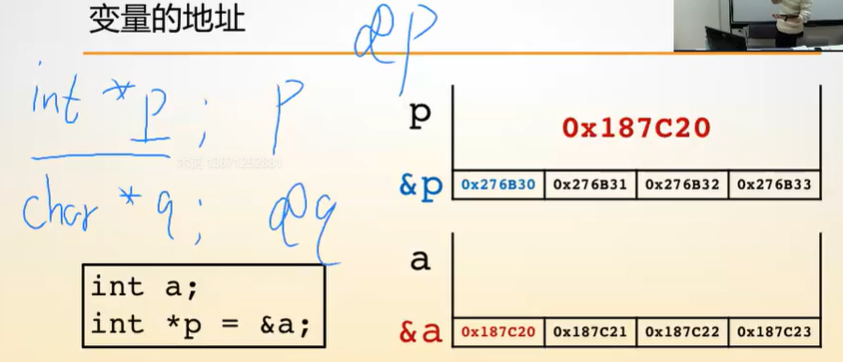 变量的地址
&p
int *p; p
char *q; &q
int a;
int *p = &a;
p
0x187C20
&p 0x276B30 0x276B31 0x276B32 0x276B33
a
&a 0x187C20 0x187C21 0x187C22 0x187C23